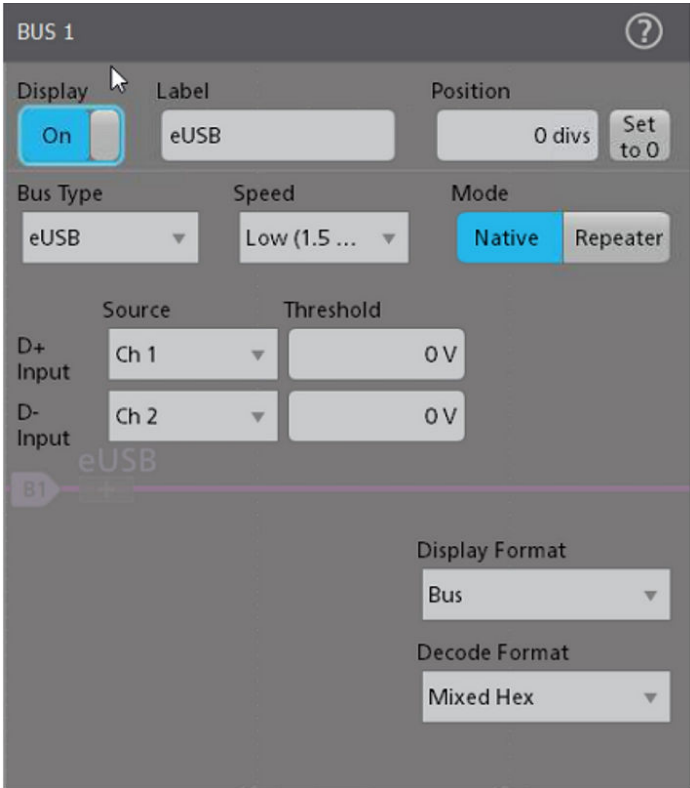 BUS 1
?
Display Label Position
On eUSB 0 divs Set to 0
Bus Type Speed Mode
eUSB Low (1.5 ... Native Repeater
Source Threshold
D+ Input Ch 1 0 V
D- Input Ch 2 0 V
eUSB
B1
Display Format
Bus
Decode Format
Mixed Hex